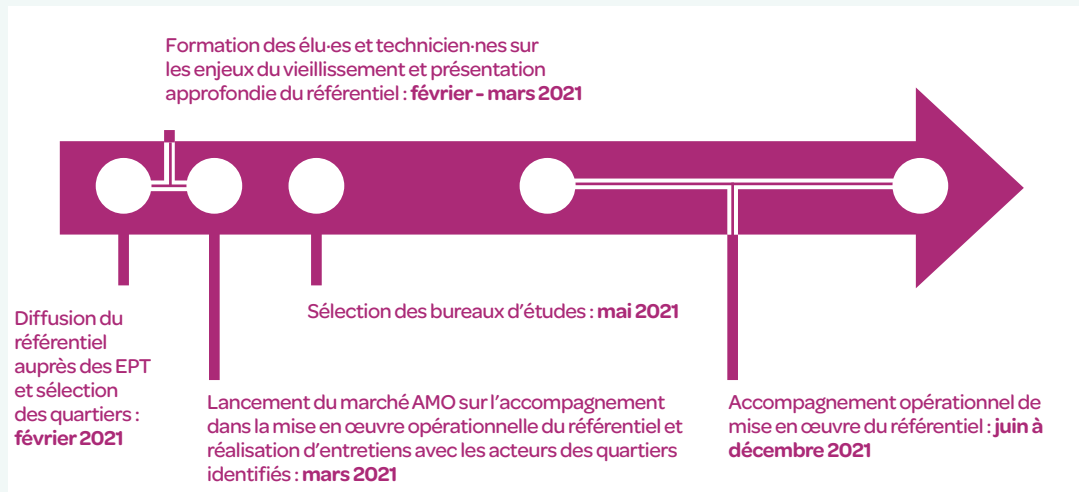 Formation des élu·es et technicien·nes sur
les enjeux du vieillissement et présentation
approfondie du référentiel : février - mars 2021
Diffusion du
référentiel
auprès des EPT
et sélection
des quartiers :
février 2021
Lancement du marché AMO sur l’accompagnement
dans la mise en œuvre opérationnelle du référentiel et
réalisation d’entretiens avec les acteurs des quartiers
identifiés : mars 2021
Sélection des bureaux d’études : mai 2021
Accompagnement opérationnel de
mise en œuvre du référentiel : juin à
décembre 2021